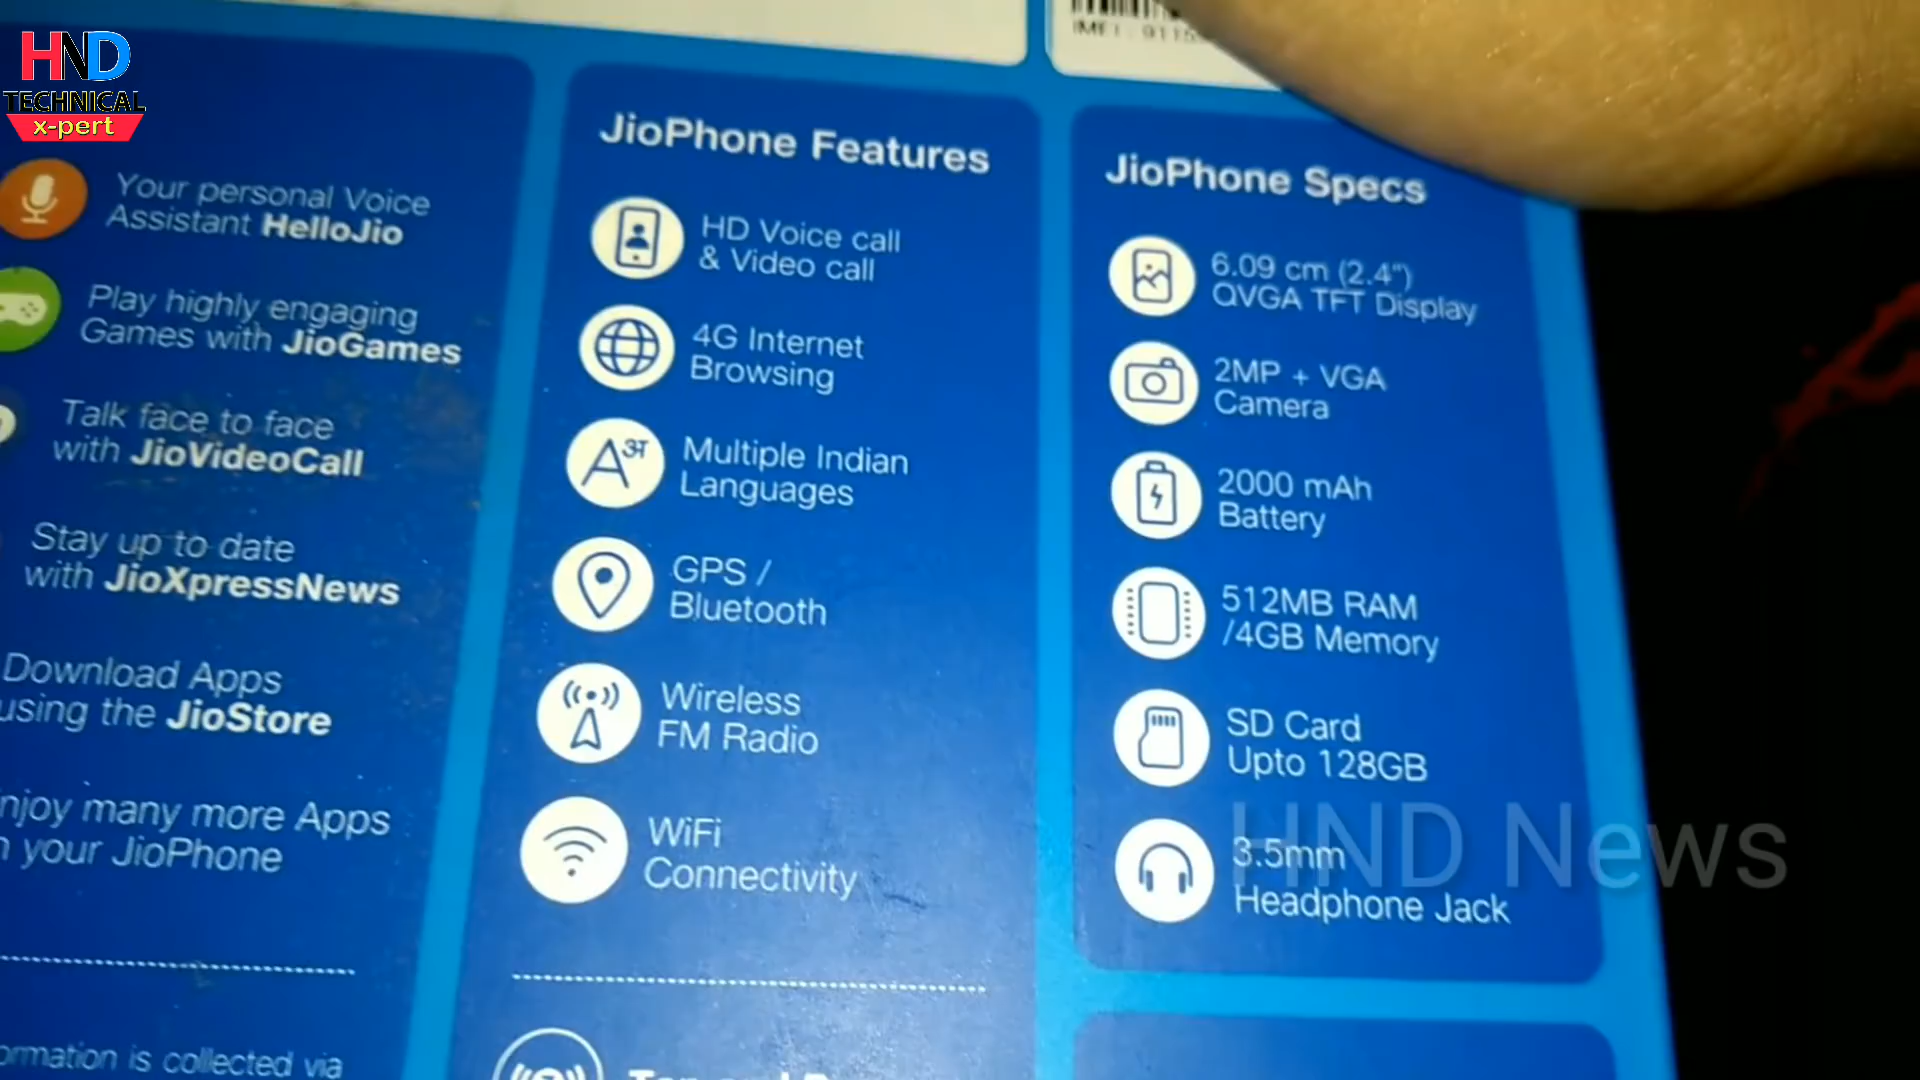 HND
TECHNICAL
x-pert
IMEI
Your personal Voice
Assistant HelloJio
Play highly engaging
Games with JioGames
Talk face to face
with JioVideoCall
Stay up to date
with JioXpressNews
Download Apps
using the JioStore
many more Apps
your JioPhone
is collected via
JioPhone Features
HD Voice call
& Video call
4G Internet
Browsing
A अ
Multiple Indian
Languages
GPS /
Bluetooth
Wireless
FM Radio
WiFi
Connectivity
JioPhone Specs
6.09 cm (2.4")
QVGA TFT Display
2MP + VGA
Camera
2000 mAh
Battery
512MB RAM
/4GB Memory
SD Card
Upto 128GB
3.5mm
Headphone Jack
HND News